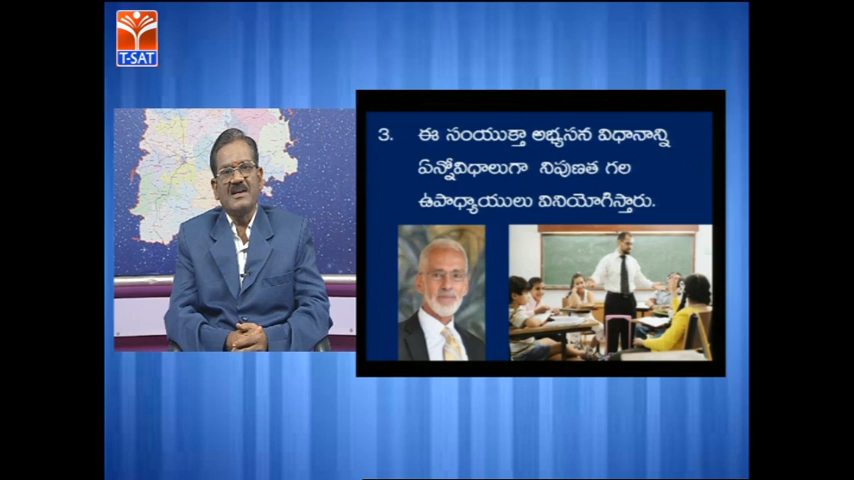 T-SAT
3. ఈ సంయుక్తా అభ్యసన విధానాన్ని
ఏన్నోవిధాలుగా నిపుణత గల
ఉపాధ్యాయులు వినియోగిస్తారు.